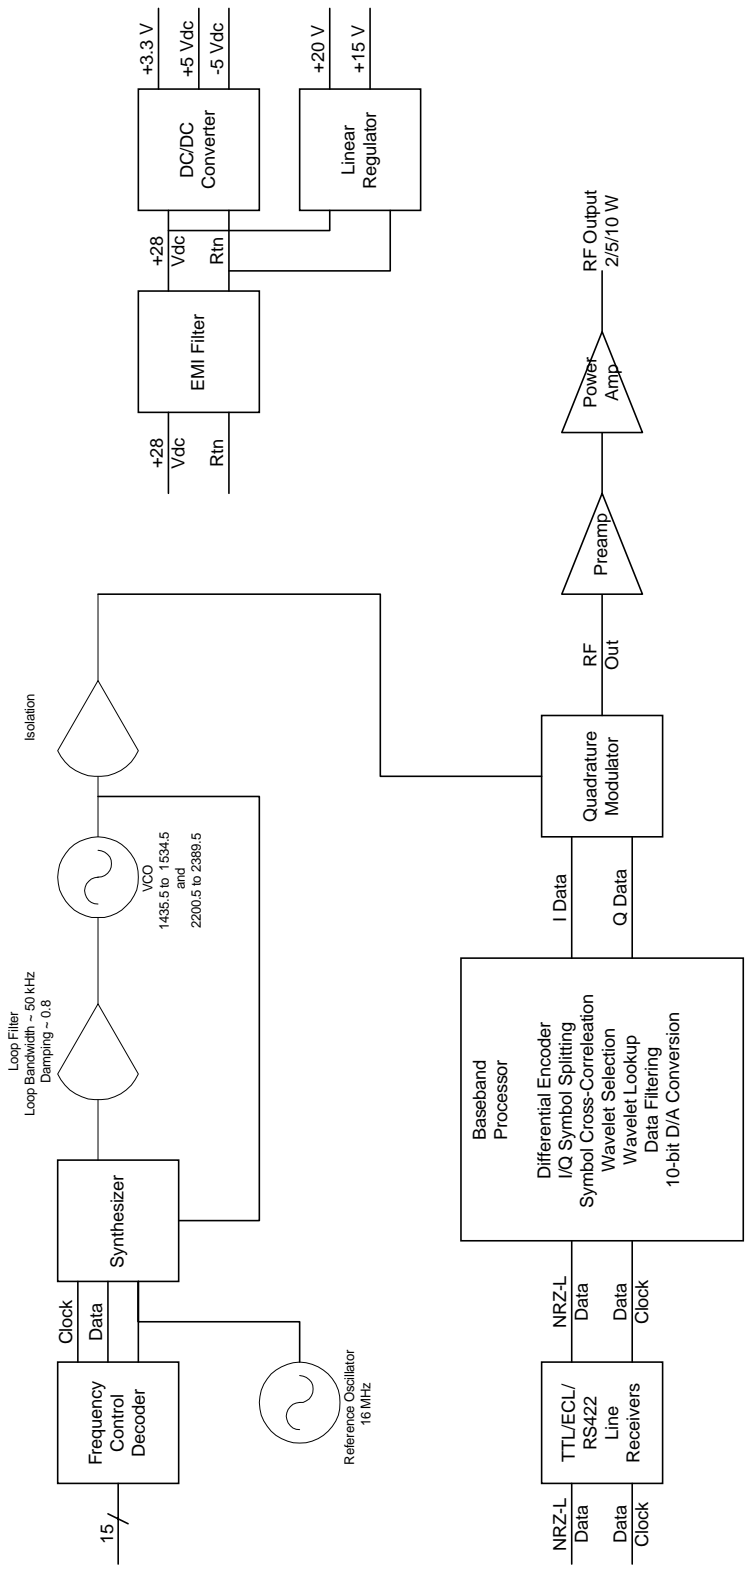 15
Frequency
Control
Decoder
Clock
Data
Reference Oscillator
16 MHz
Synthesizer
Loop Filter
Loop Bandwidth ~ 50 kHz
Damping ~ 0.8
VCO
1435.5 to 1534.5
and
2200.5 to 2389.5
Isolation
+28
Vdc
Rtn
EMI Filter
+28
Vdc
Rtn
DC/DC
Converter
+3.3 V
+5 Vdc
-5 Vdc
Linear
Regulator
+20 V
+15 V
NRZ-L
Data
Data
Clock
TTL/ECL/
RS422
Line
Receivers
NRZ-L
Data
Data
Clock
Baseband
Processor
Differential Encoder
I/Q Symbol Splitting
Symbol Cross-Correleation
Wavelet Selection
Wavelet Lookup
Data Filtering
10-bit D/A Conversion
I Data
Q Data
Quadrature
Modulator
RF
Out
Preamp
Power
Amp
RF Output
2/5/10 W